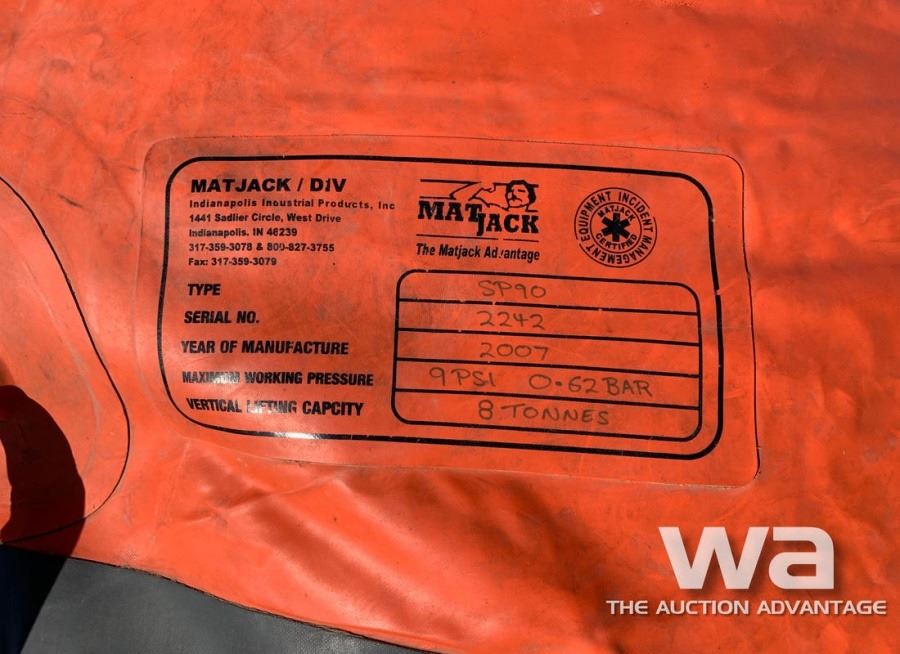 MATJACK / DIV
Indianapolis Industrial Products, Inc
1441 Sadlier Circle, West Drive
Indianapolis. IN 46239
317-359-3078 & 800-827-3755
Fax: 317-359-3079
MATJACK
The Matjack Advantage
EQUIPMENT INCIDENT MANAGEMENT
MATJACK
CERTIFIED
TYPE SP90
SERIAL NO. 2242
YEAR OF MANUFACTURE 2007
MAXIMUM WORKING PRESSURE 9PSI 0.62BAR
VERTICAL LIFTING CAPCITY 8 TONNES
wa
THE AUCTION ADVANTAGE